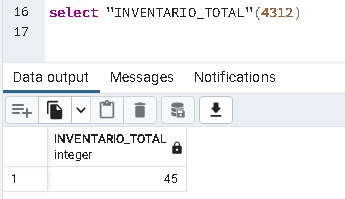 16 select "INVENTARIO_TOTAL"(4312)
17
Data output Messages Notifications
INVENTARIO_TOTAL
integer
1 45